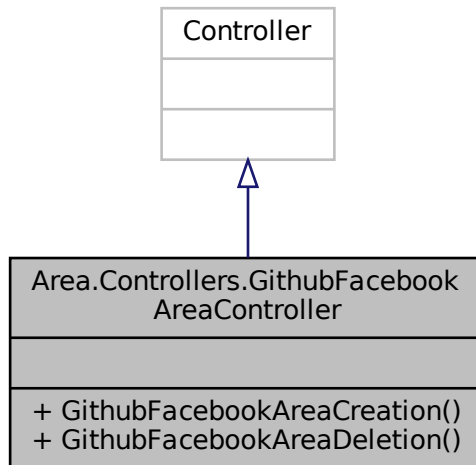 Controller
Area.Controllers.GithubFacebook
AreaController
+ GithubFacebookAreaCreation()
+ GithubFacebookAreaDeletion()